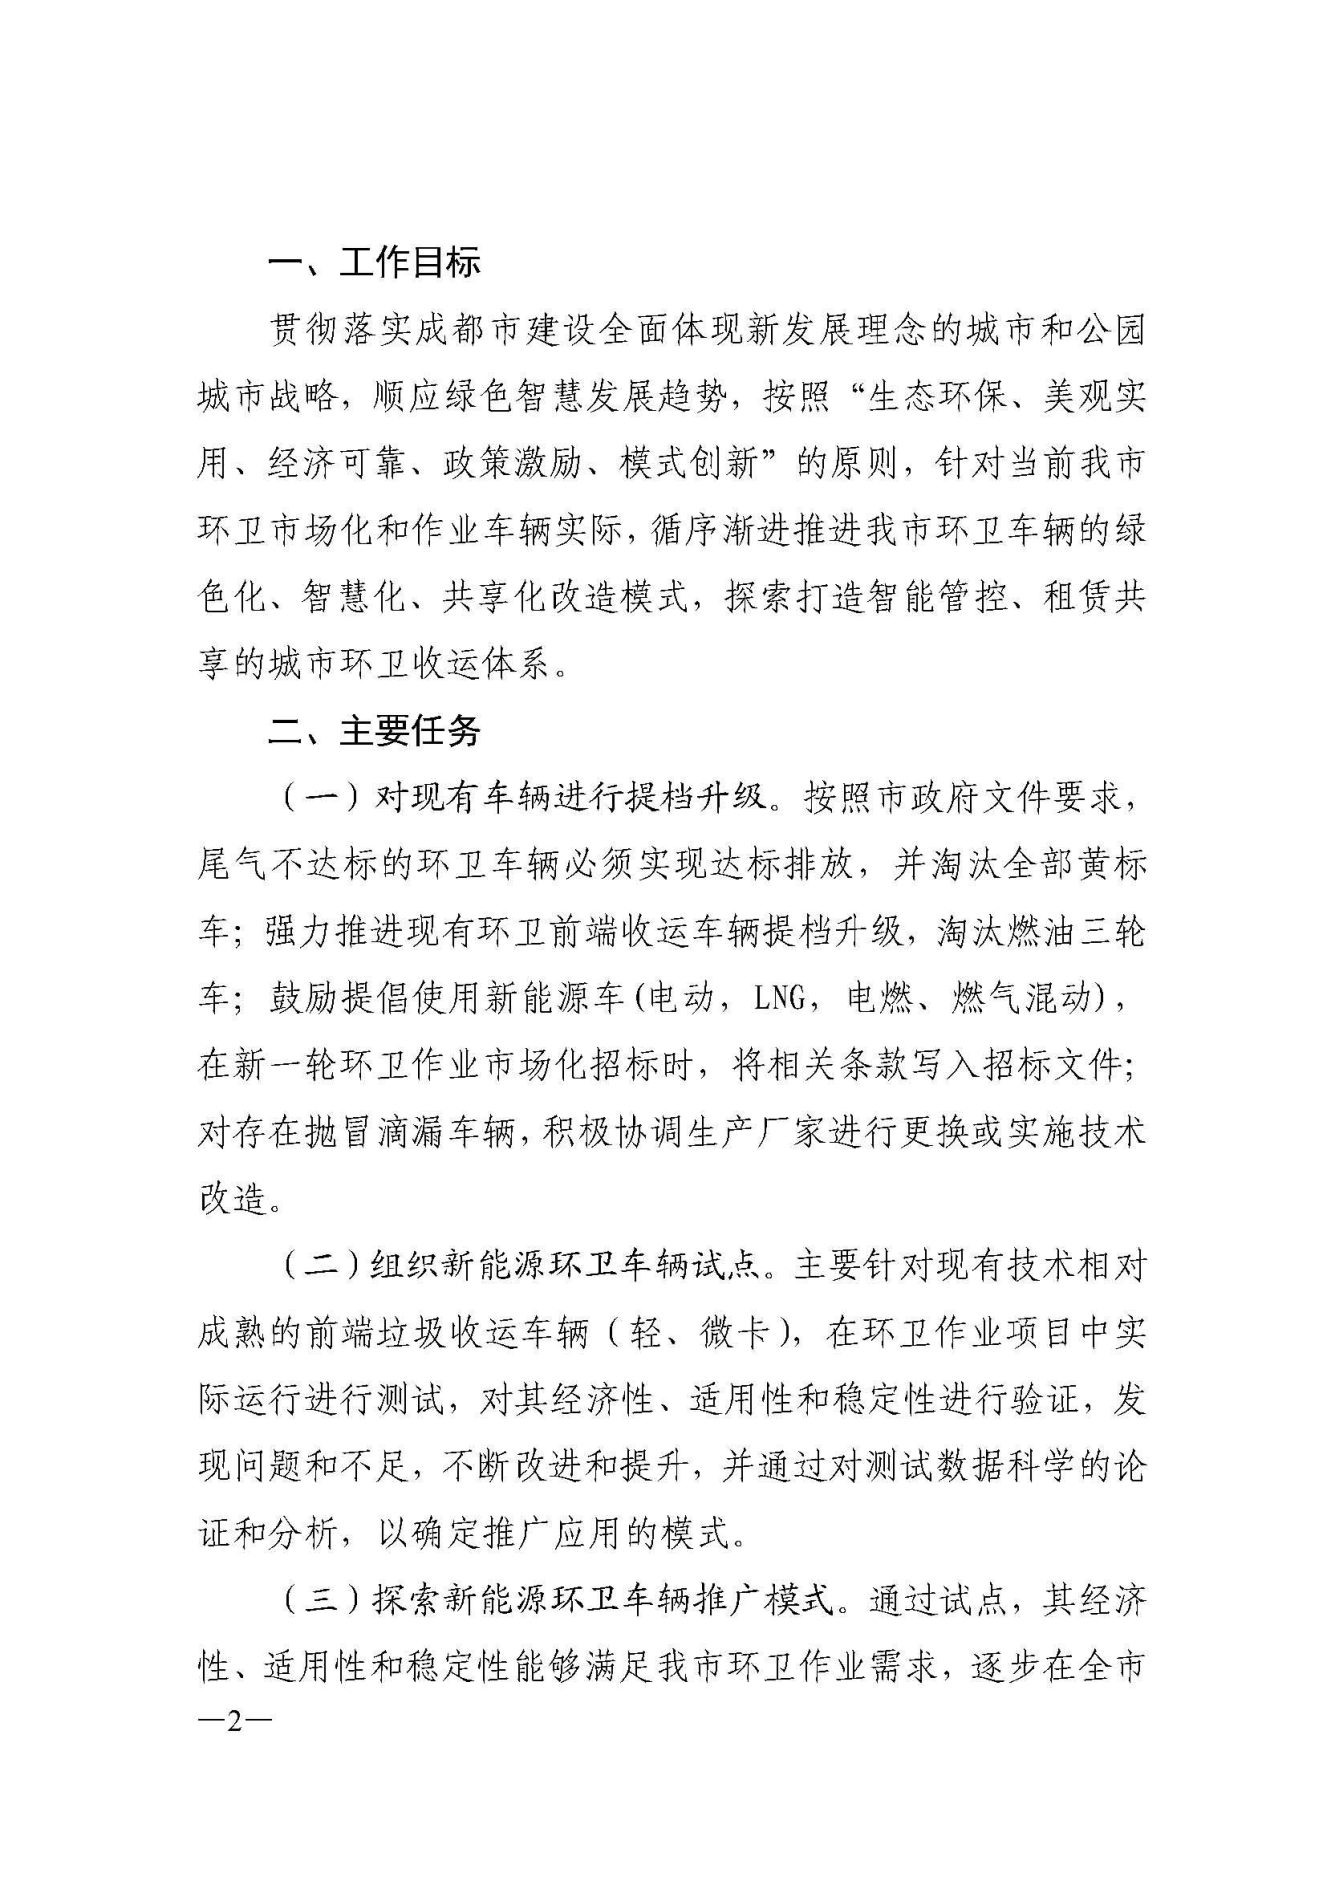 一、工作目标
贯彻落实成都市建设全面体现新发展理念的城市和公园
城市战略，顺应绿色智慧发展趋势，按照“生态环保、美观实
用、经济可靠、政策激励、模式创新”的原则，针对当前我市
环卫市场化和作业车辆实际，循序渐进推进我市环卫车辆的绿
色化、智慧化、共享化改造模式，探索打造智能管控、租赁共
享的城市环卫收运体系。
二、主要任务
（一）对现有车辆进行提档升级。按照市政府文件要求，
尾气不达标的环卫车辆必须实现达标排放，并淘汰全部黄标
车；强力推进现有环卫前端收运车辆提档升级，淘汰燃油三轮
车；鼓励提倡使用新能源车(电动，LNG，电燃、燃气混动)，
在新一轮环卫作业市场化招标时，将相关条款写入招标文件；
对存在抛冒滴漏车辆，积极协调生产厂家进行更换或实施技术
改造。
（二）组织新能源环卫车辆试点。主要针对现有技术相对
成熟的前端垃圾收运车辆（轻、微卡），在环卫作业项目中实
际运行进行测试，对其经济性、适用性和稳定性进行验证，发
现问题和不足，不断改进和提升，并通过对测试数据科学的论
证和分析，以确定推广应用的模式。
（三）探索新能源环卫车辆推广模式。通过试点，其经济
性、适用性和稳定性能够满足我市环卫作业需求，逐步在全市
—2—